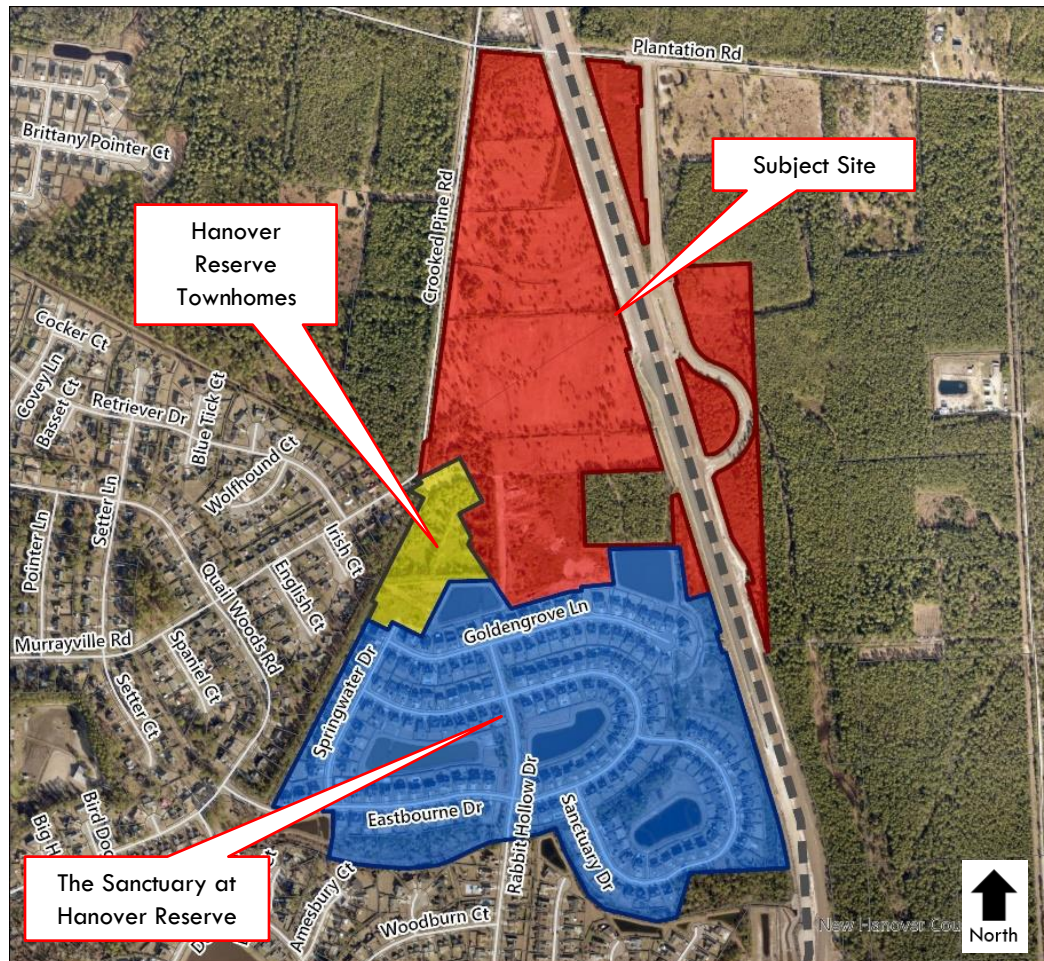 Plantation Rd
Brittany Pointer Ct
Subject Site
Crooked Pine Rd
Hanover
Reserve
Townhomes
Cocker Ct
Covey Ln
Basset Ct
Retriever Dr
Blue Tick Ct
Wolfhound Ct
Pointer Ln
Setter Ln
Irish Ct
English Ct
Quail Woods Rd
Murrayville Rd
Spaniel Ct
Setter Ct
Goldengrove Ln
Springwater Dr
Eastbourne Dr
Rabbit Hollow Dr
Sanctuary Dr
The Sanctuary at
Hanover Reserve
Amesbury Ct
Woodburn Ct
New Hanover
North